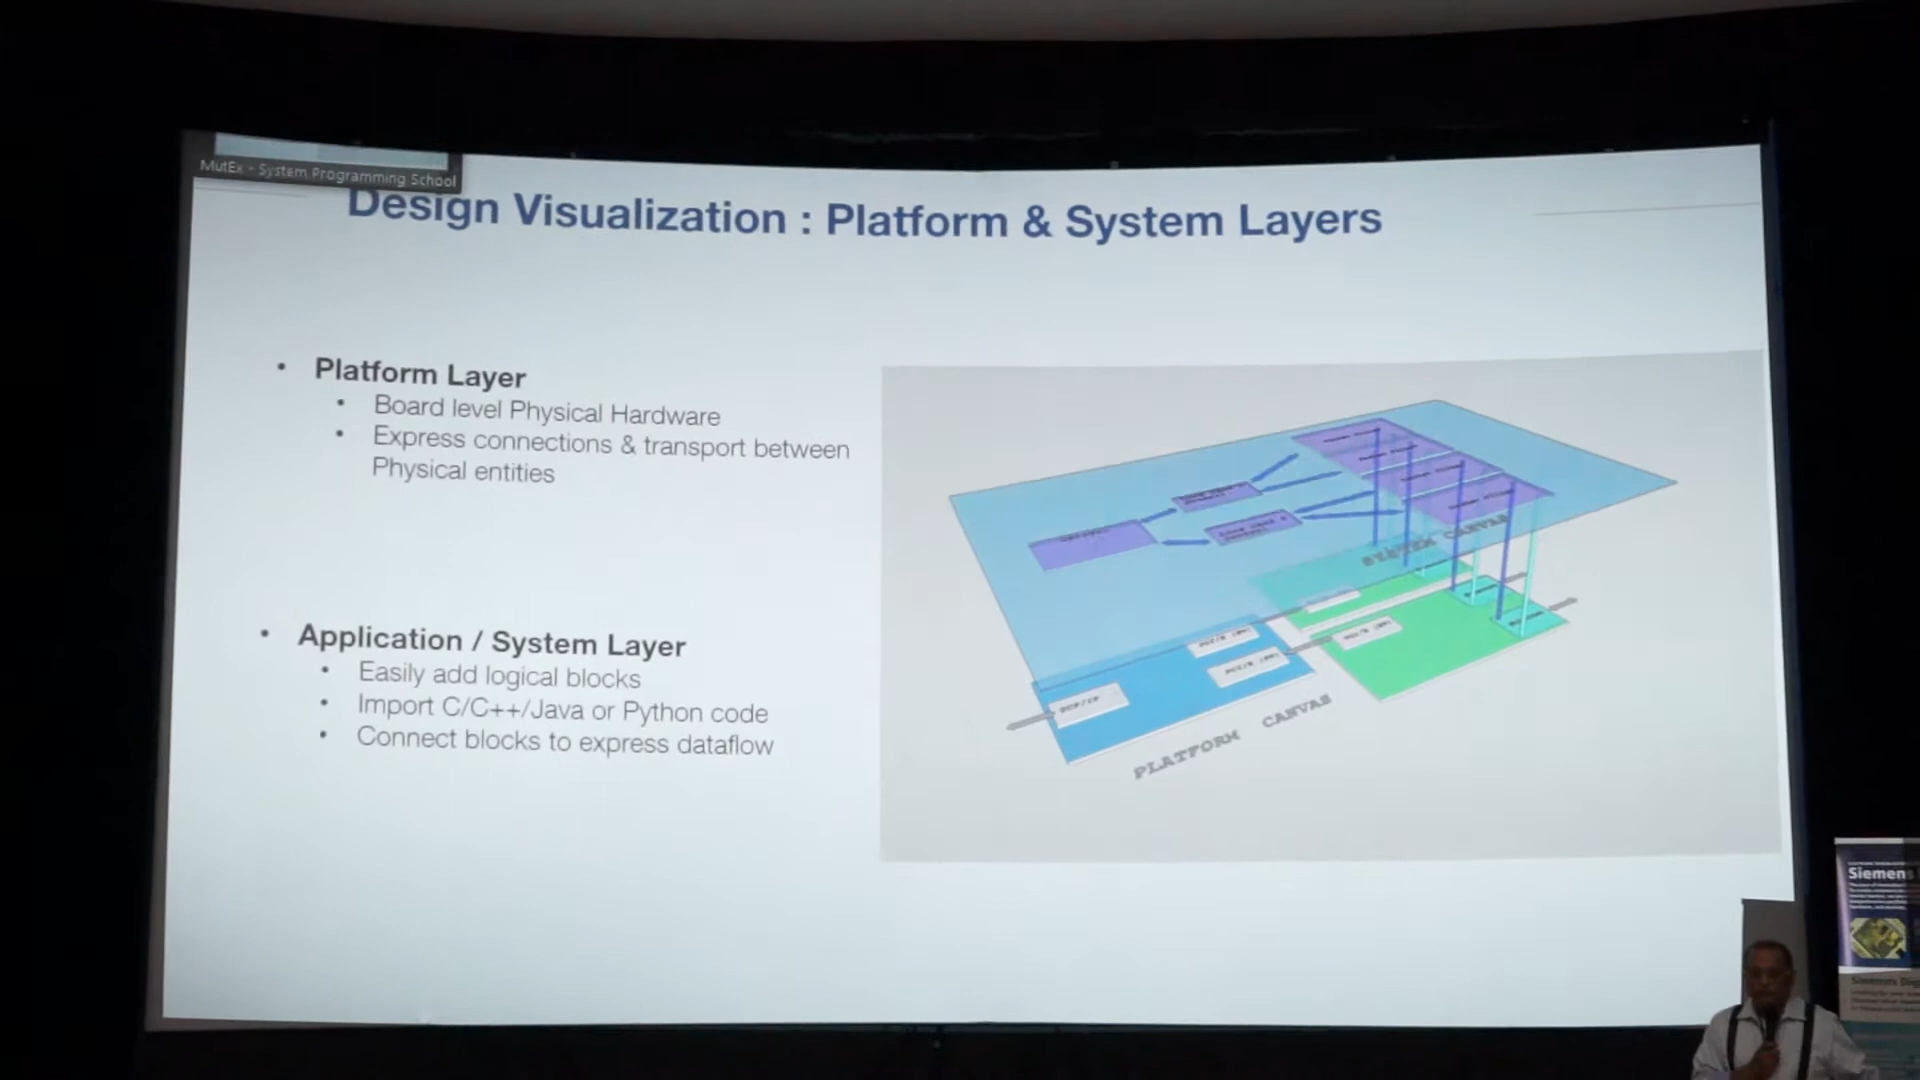 MutEx - System Programming School
Design Visualization : Platform & System Layers
• Platform Layer
• Board level Physical Hardware
• Express connections & transport between
Physical entities
• Application / System Layer
• Easily add logical blocks
• Import C/C++/Java or Python code
• Connect blocks to express dataflow
SYSTEM CANVAS
PLATFORM CANVAS
Siemens